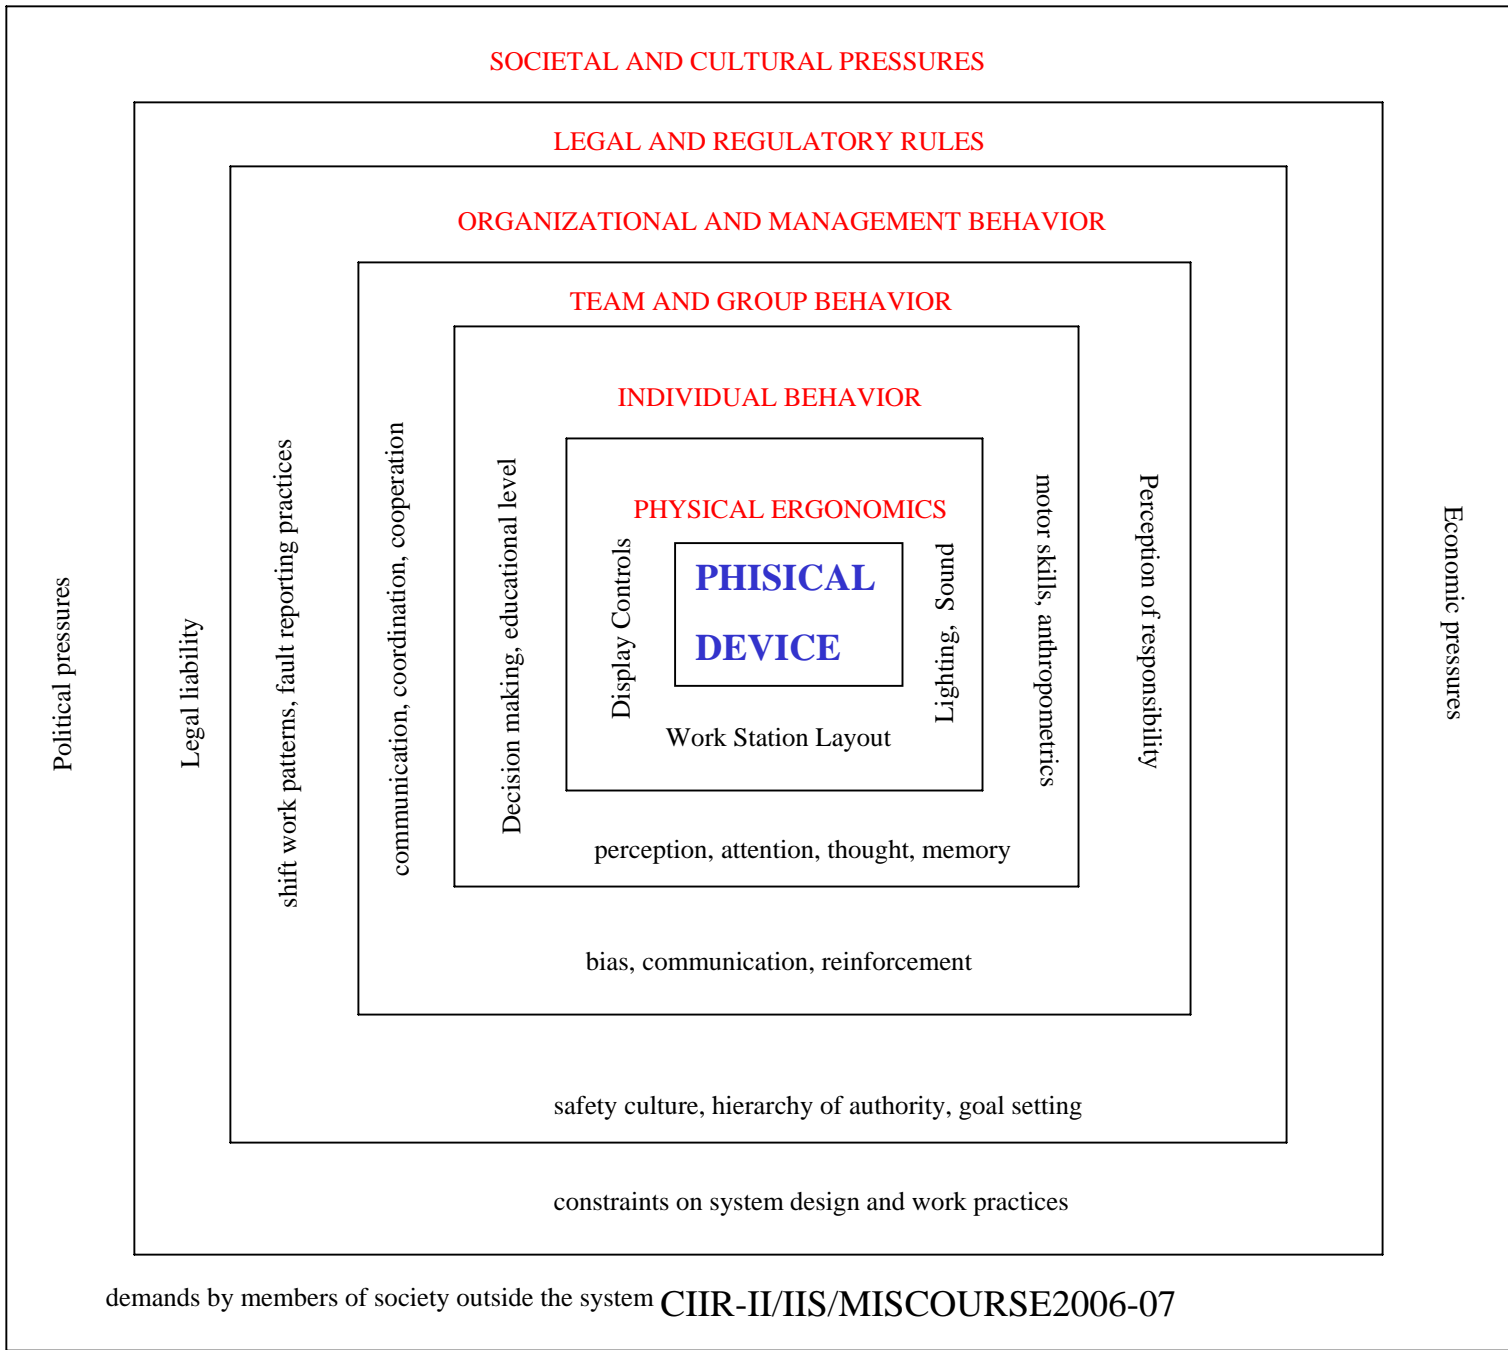 SOCIETAL AND CULTURAL PRESSURES
LEGAL AND REGULATORY RULES
ORGANIZATIONAL AND MANAGEMENT BEHAVIOR
TEAM AND GROUP BEHAVIOR
INDIVIDUAL BEHAVIOR
PHYSICAL ERGONOMICS
PHISICAL
DEVICE
Political pressures
Legal liability
shift work patterns, fault reporting practices
communication, coordination, cooperation
Decision making, educational level
Display Controls
Lighting, Sound
motor skills, anthropometrics
Perception of responsibility
Economic pressures
Work Station Layout
perception, attention, thought, memory
bias, communication, reinforcement
safety culture, hierarchy of authority, goal setting
constraints on system design and work practices
demands by members of society outside the system CIIR-II/IIS/MISCOURSE2006-07